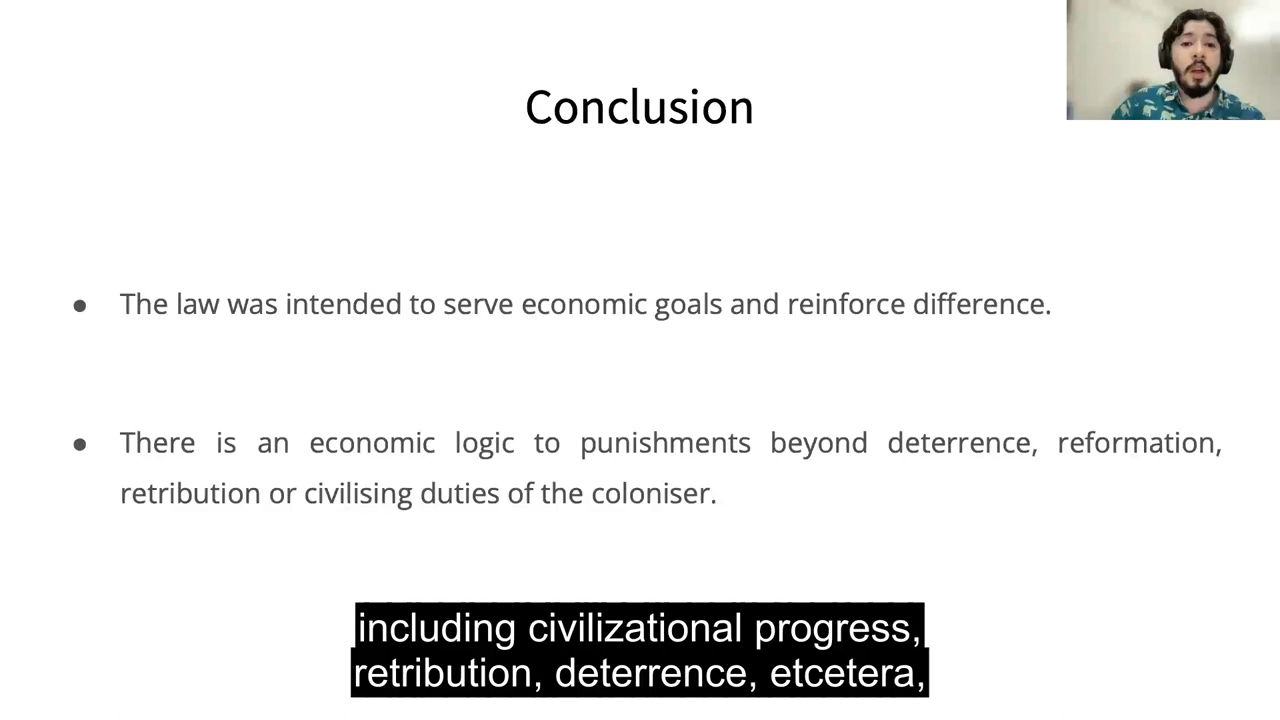 Conclusion
● The law was intended to serve economic goals and reinforce difference.
● There is an economic logic to punishments beyond deterrence, reformation,
retribution or civilising duties of the coloniser.
including civilizational progress,
retribution, deterrence, etcetera,